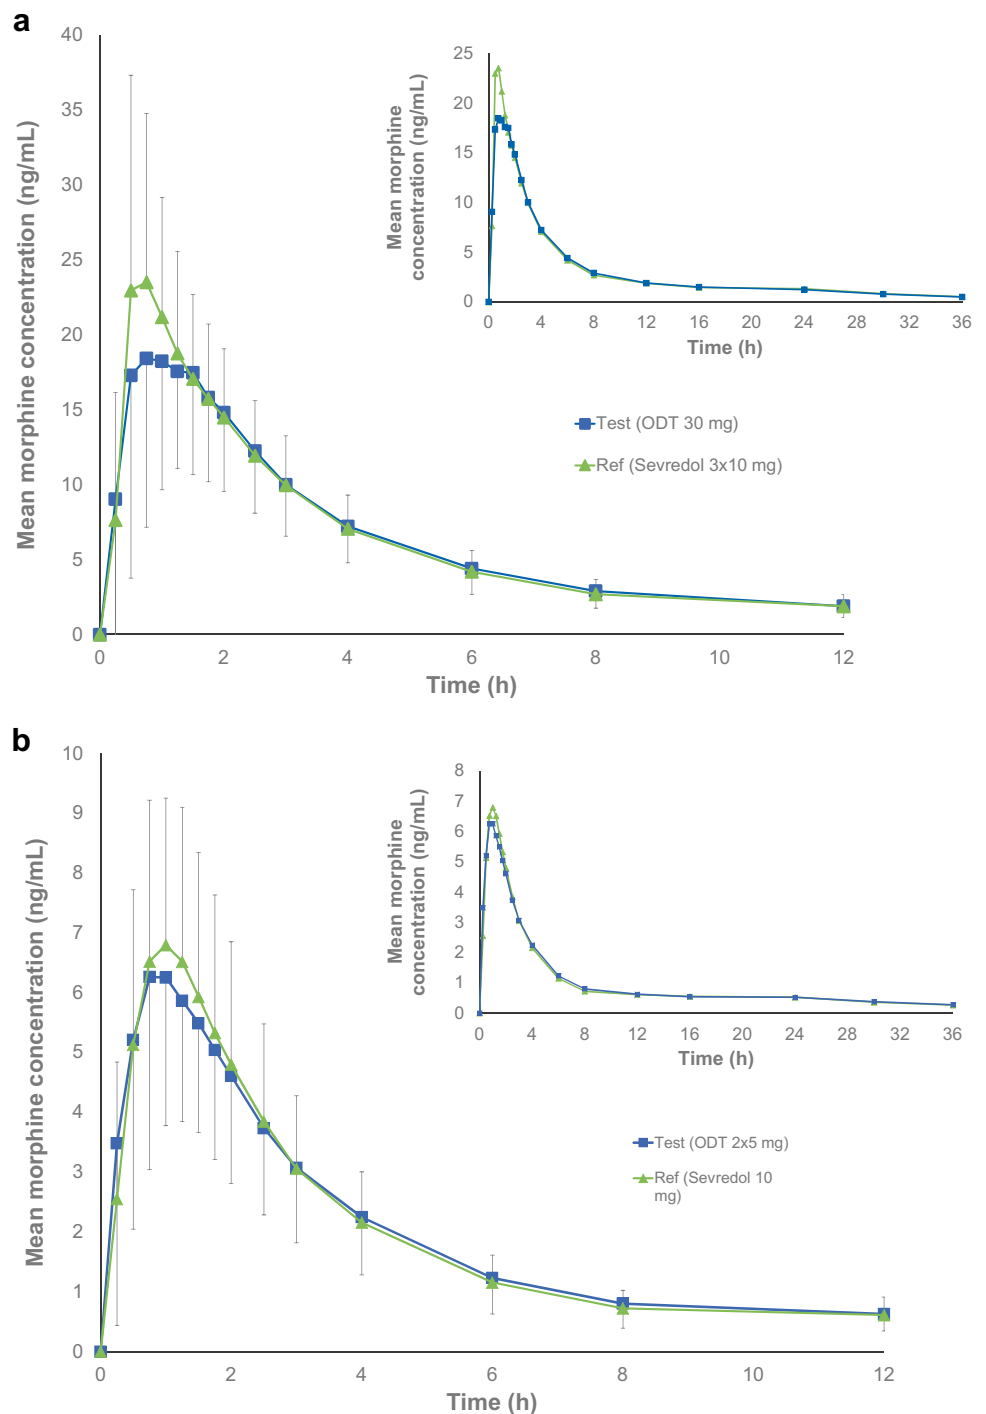 a
40
35
30
25
20
15
10
5
0
Mean morphine concentration (ng/mL)
0 2 4 6 8 10 12
Time (h)
25
20
15
10
5
0
Mean morphine
concentration (ng/mL)
0 4 8 12 16 20 24 28 32 36
Time (h)
Test (ODT 30 mg)
Ref (Sevredol 3x10 mg)
b
10
9
8
7
6
5
4
3
2
1
0
Mean morphine concentration (ng/mL)
0 2 4 6 8 10 12
Time (h)
8
7
6
5
4
3
2
1
0
Mean morphine
concentration (ng/mL)
0 4 8 12 16 20 24 28 32 36
Time (h)
Test (ODT 2x5 mg)
Ref (Sevredol 10
mg)